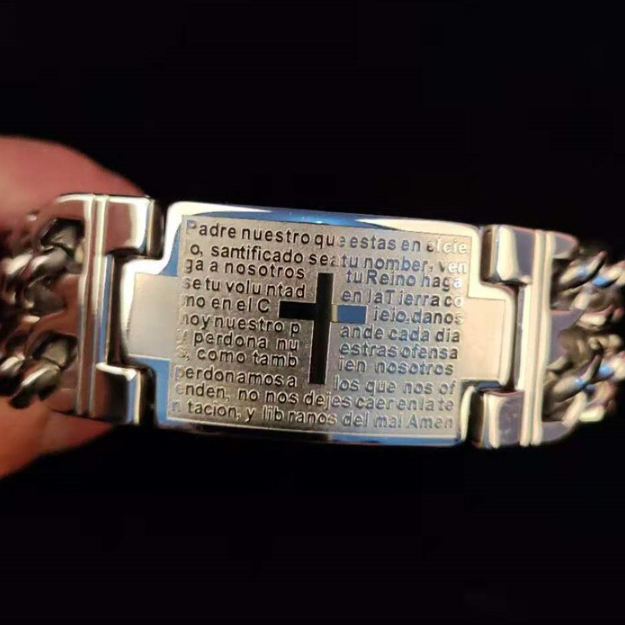 Padre nuestro que estas en el cie
o, santificado sea tu nomber, ven
ga a nosotros tu Reino haga
se tu voluntad en la Tierra co
mo en el C ielo,danos
hoy nuestro p ande cada dia
y perdona nu estras ofensa
s, como tamb ien nosotros
perdonamos a los que nos of
enden, no nos dejes caer en la te
n tacion, y lib ranos del mal Amen